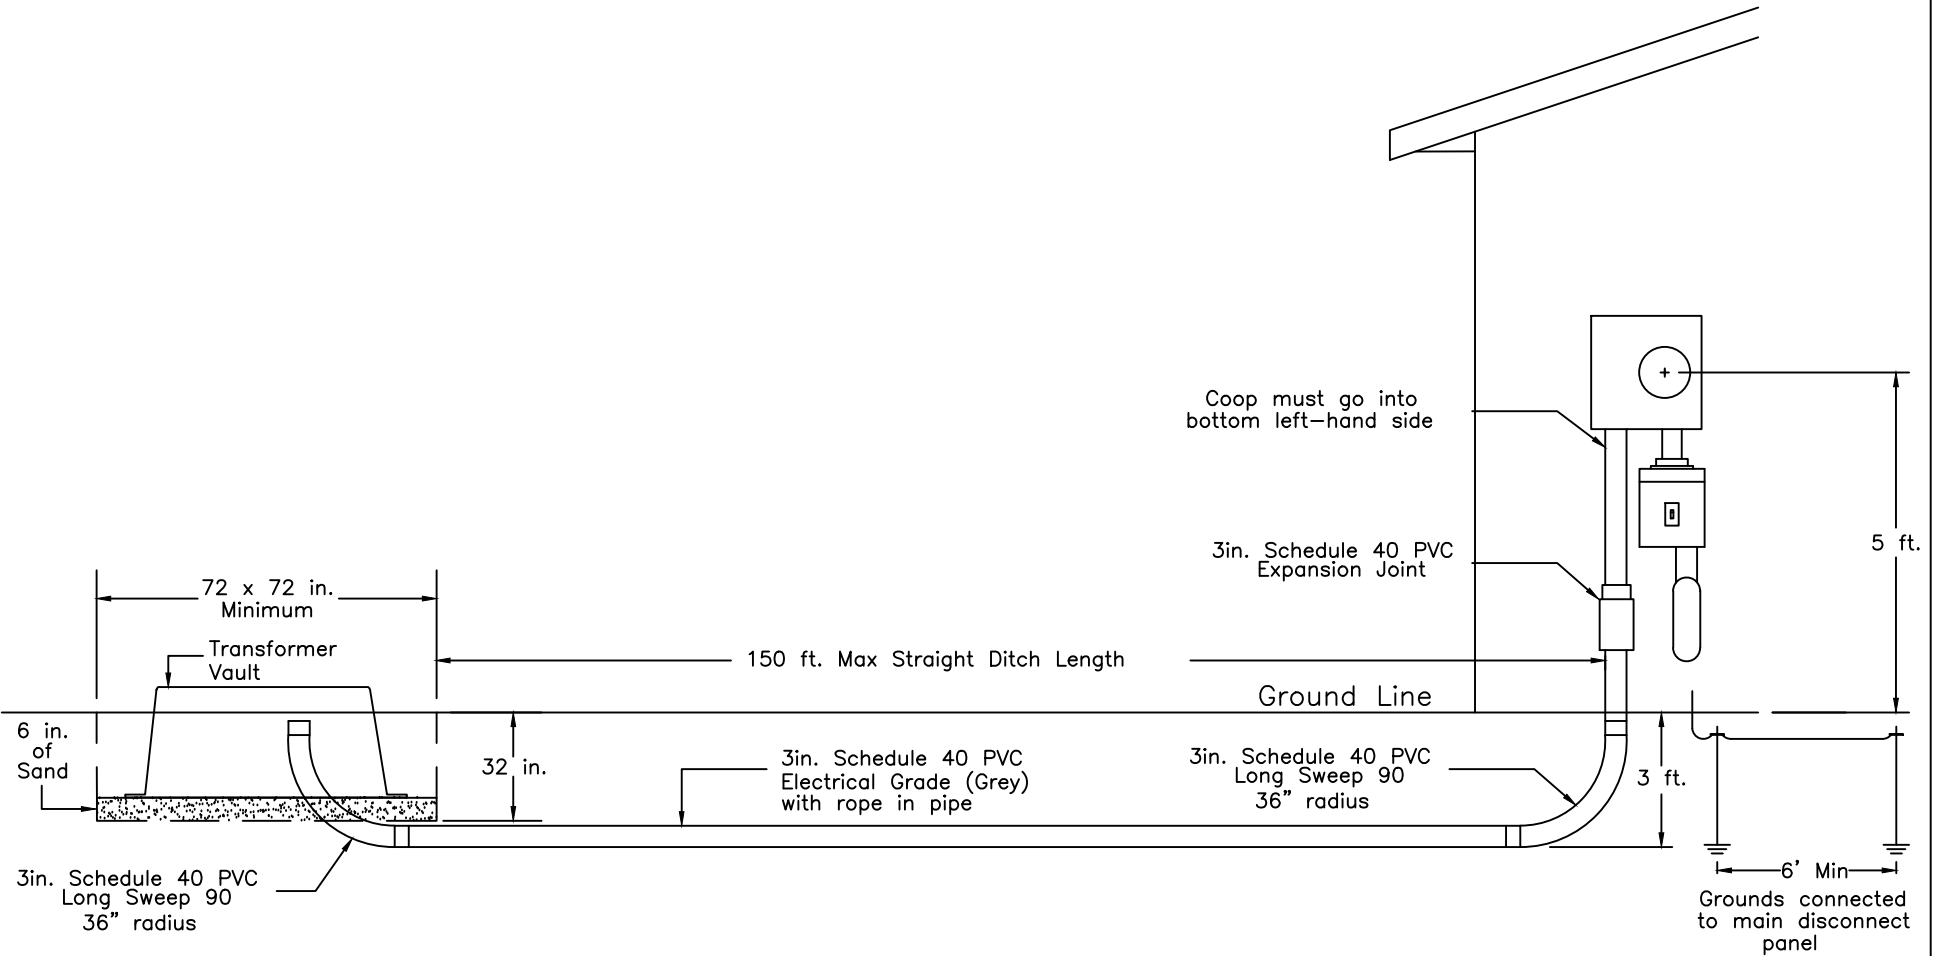 Coop must go into
bottom left-hand side
3in. Schedule 40 PVC
Expansion Joint
5 ft.
72 x 72 in.
Minimum
Transformer
Vault
150 ft. Max Straight Ditch Length
Ground Line
6 in.
of
Sand
32 in.
3in. Schedule 40 PVC
Electrical Grade (Grey)
with rope in pipe
3in. Schedule 40 PVC
Long Sweep 90
36" radius
3 ft.
3in. Schedule 40 PVC
Long Sweep 90
36" radius
6' Min
Grounds connected
to main disconnect
panel